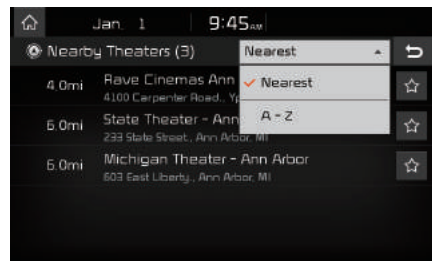 Jan. 1 9:45AM
Nearby Theaters (3) Nearest
4.0mi Rave Cinemas Ann
4100 Carpenter Road., Yp
Nearest
6.0mi State Theater - Ann
233 State Street., Ann Arbor, MI
A - Z
6.0mi Michigan Theater - Ann Arbor
603 East Liberty., Ann Arbor, MI